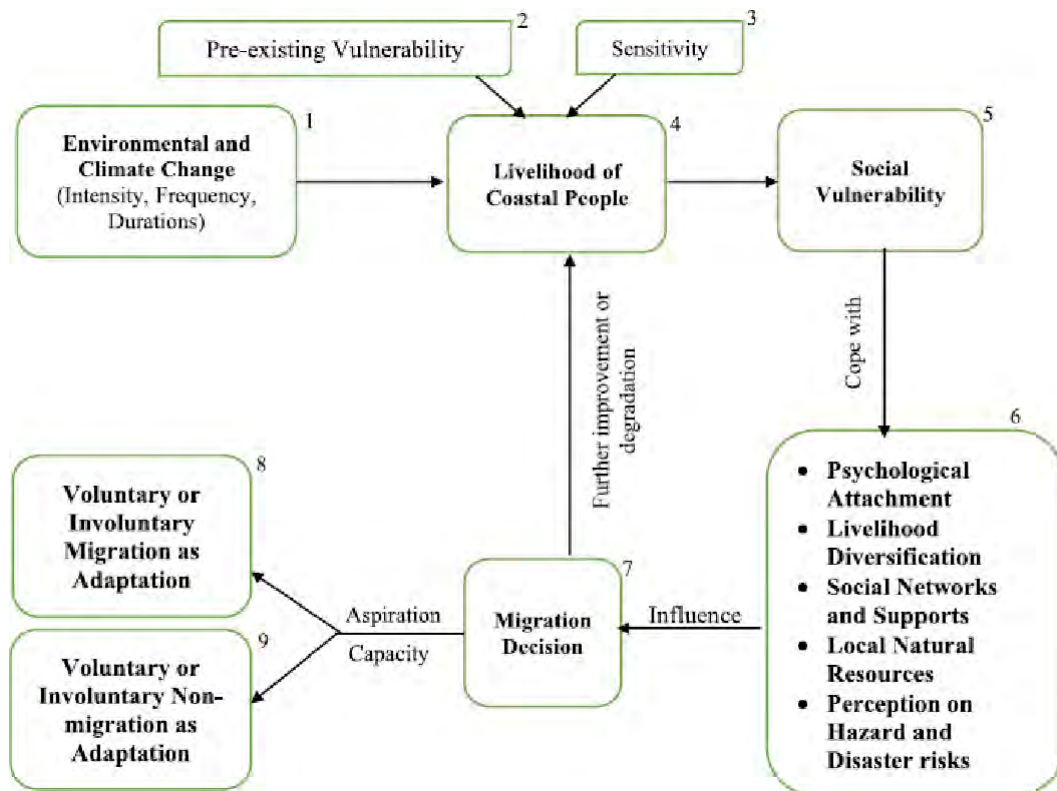 2
Pre-existing Vulnerability
3
Sensitivity
1
Environmental and
Climate Change
(Intensity, Frequency,
Durations)
4
Livelihood of
Coastal People
5
Social
Vulnerability
Further improvement or
degradation
Cope with
6
• Psychological
Attachment
• Livelihood
Diversification
• Social Networks
and Supports
• Local Natural
Resources
• Perception on
Hazard and
Disaster risks
Influence
7
Migration
Decision
Aspiration
Capacity
8
Voluntary or
Involuntary
Migration as
Adaptation
9
Voluntary or
Involuntary Non-
migration as
Adaptation